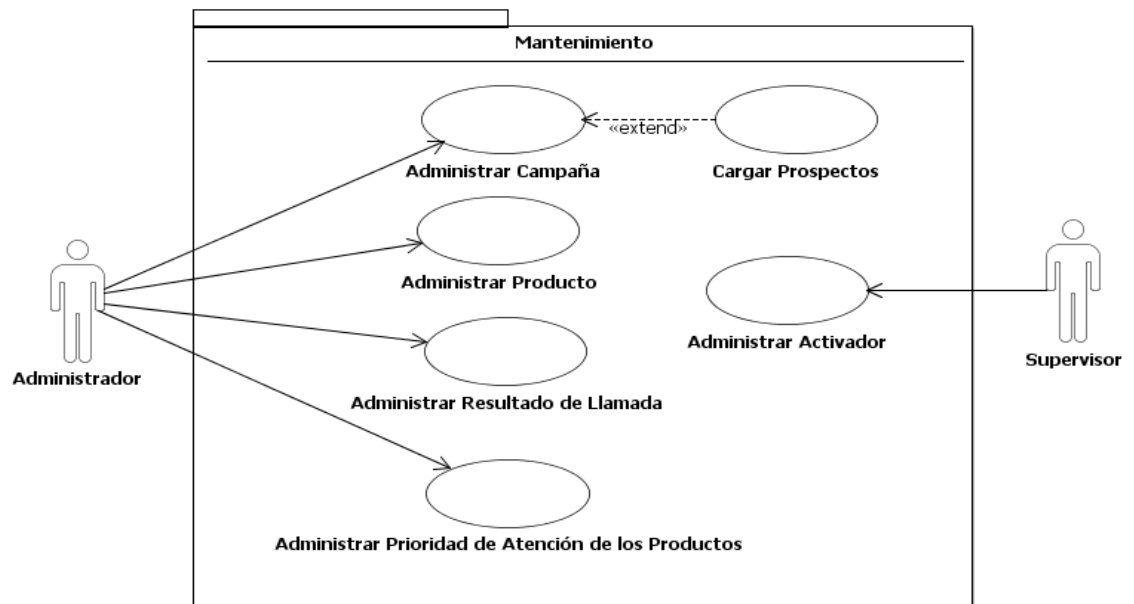 Mantenimiento
«extend»
Administrar Campaña
Cargar Prospectos
Administrar Producto
Administrar Activador
Supervisor
Administrador
Administrar Resultado de Llamada
Administrar Prioridad de Atención de los Productos